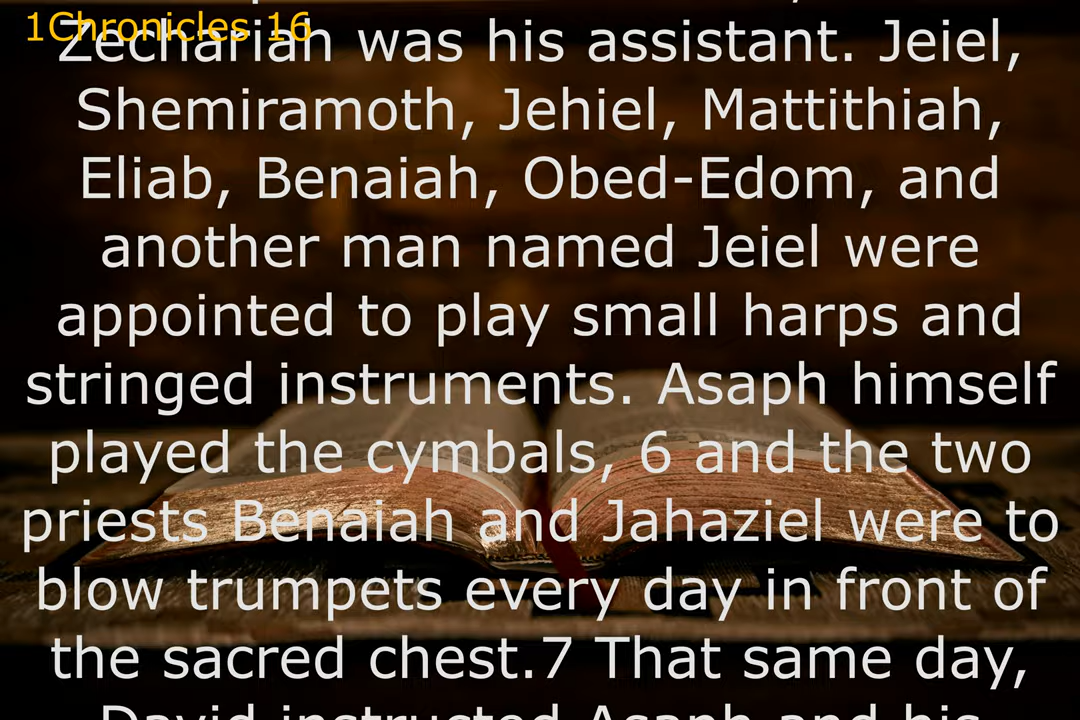 1Chronicles 16
Zechariah was his assistant. Jeiel,
Shemiramoth, Jehiel, Mattithiah,
Eliab, Benaiah, Obed-Edom, and
another man named Jeiel were
appointed to play small harps and
stringed instruments. Asaph himself
played the cymbals, 6 and the two
priests Benaiah and Jahaziel were to
blow trumpets every day in front of
the sacred chest.7 That same day,
David instructed Asaph and his